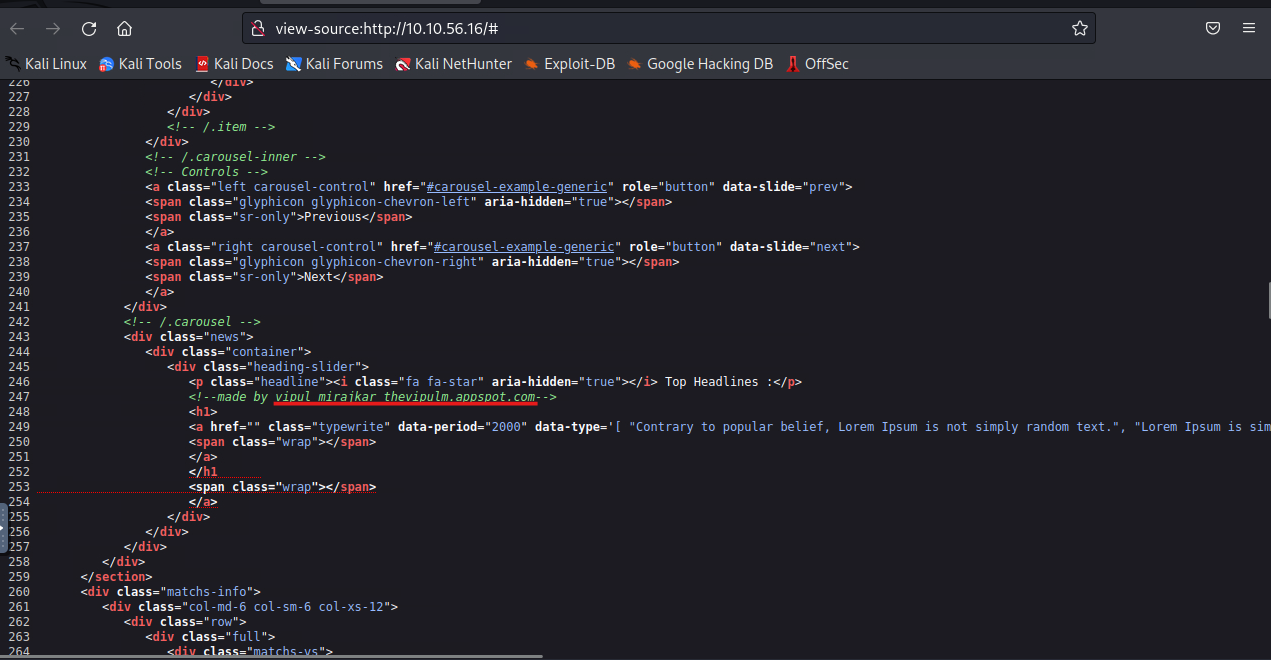 view-source:http://10.10.56.16/#
Kali Linux Kali Tools Kali Docs Kali Forums Kali NetHunter Exploit-DB Google Hacking DB OffSec
226 </div>
227 </div>
228 </div>
229 <!-- /.item -->
230 </div>
231 <!-- /.carousel-inner -->
232 <!-- Controls -->
233 <a class="left carousel-control" href="#carousel-example-generic" role="button" data-slide="prev">
234 <span class="glyphicon glyphicon-chevron-left" aria-hidden="true"></span>
235 <span class="sr-only">Previous</span>
236 </a>
237 <a class="right carousel-control" href="#carousel-example-generic" role="button" data-slide="next">
238 <span class="glyphicon glyphicon-chevron-right" aria-hidden="true"></span>
239 <span class="sr-only">Next</span>
240 </a>
241 </div>
242 <!-- /.carousel -->
243 <div class="news">
244 <div class="container">
245 <div class="heading-slider">
246 <p class="headline"><i class="fa fa-star" aria-hidden="true"></i> Top Headlines :</p>
247 <!--made by vipul mirajkar thevipulm.appspot.com-->
248 <h1>
249 <a href="" class="typewrite" data-period="2000" data-type='[ "Contrary to popular belief, Lorem Ipsum is not simply random text.", "Lorem Ipsum is sim
250 <span class="wrap"></span>
251 </a>
252 </h1
253 <span class="wrap"></span>
254 </a>
255 </div>
256 </div>
257 </div>
258 </div>
259 </section>
260 <div class="matchs-info">
261 <div class="col-md-6 col-sm-6 col-xs-12">
262 <div class="row">
263 <div class="full">
264 <div class="matchs-vs">